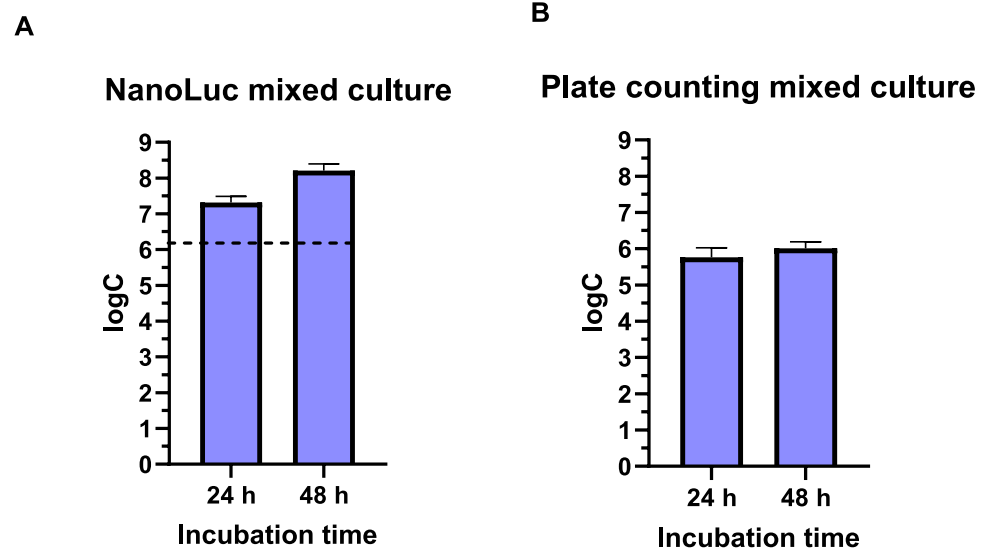 A
NanoLuc mixed culture
9
8
7
6
5
4
3
2
1
0
logC
24 h 48 h
Incubation time
B
Plate counting mixed culture
9
8
7
6
5
4
3
2
1
0
logC
24 h 48 h
Incubation time